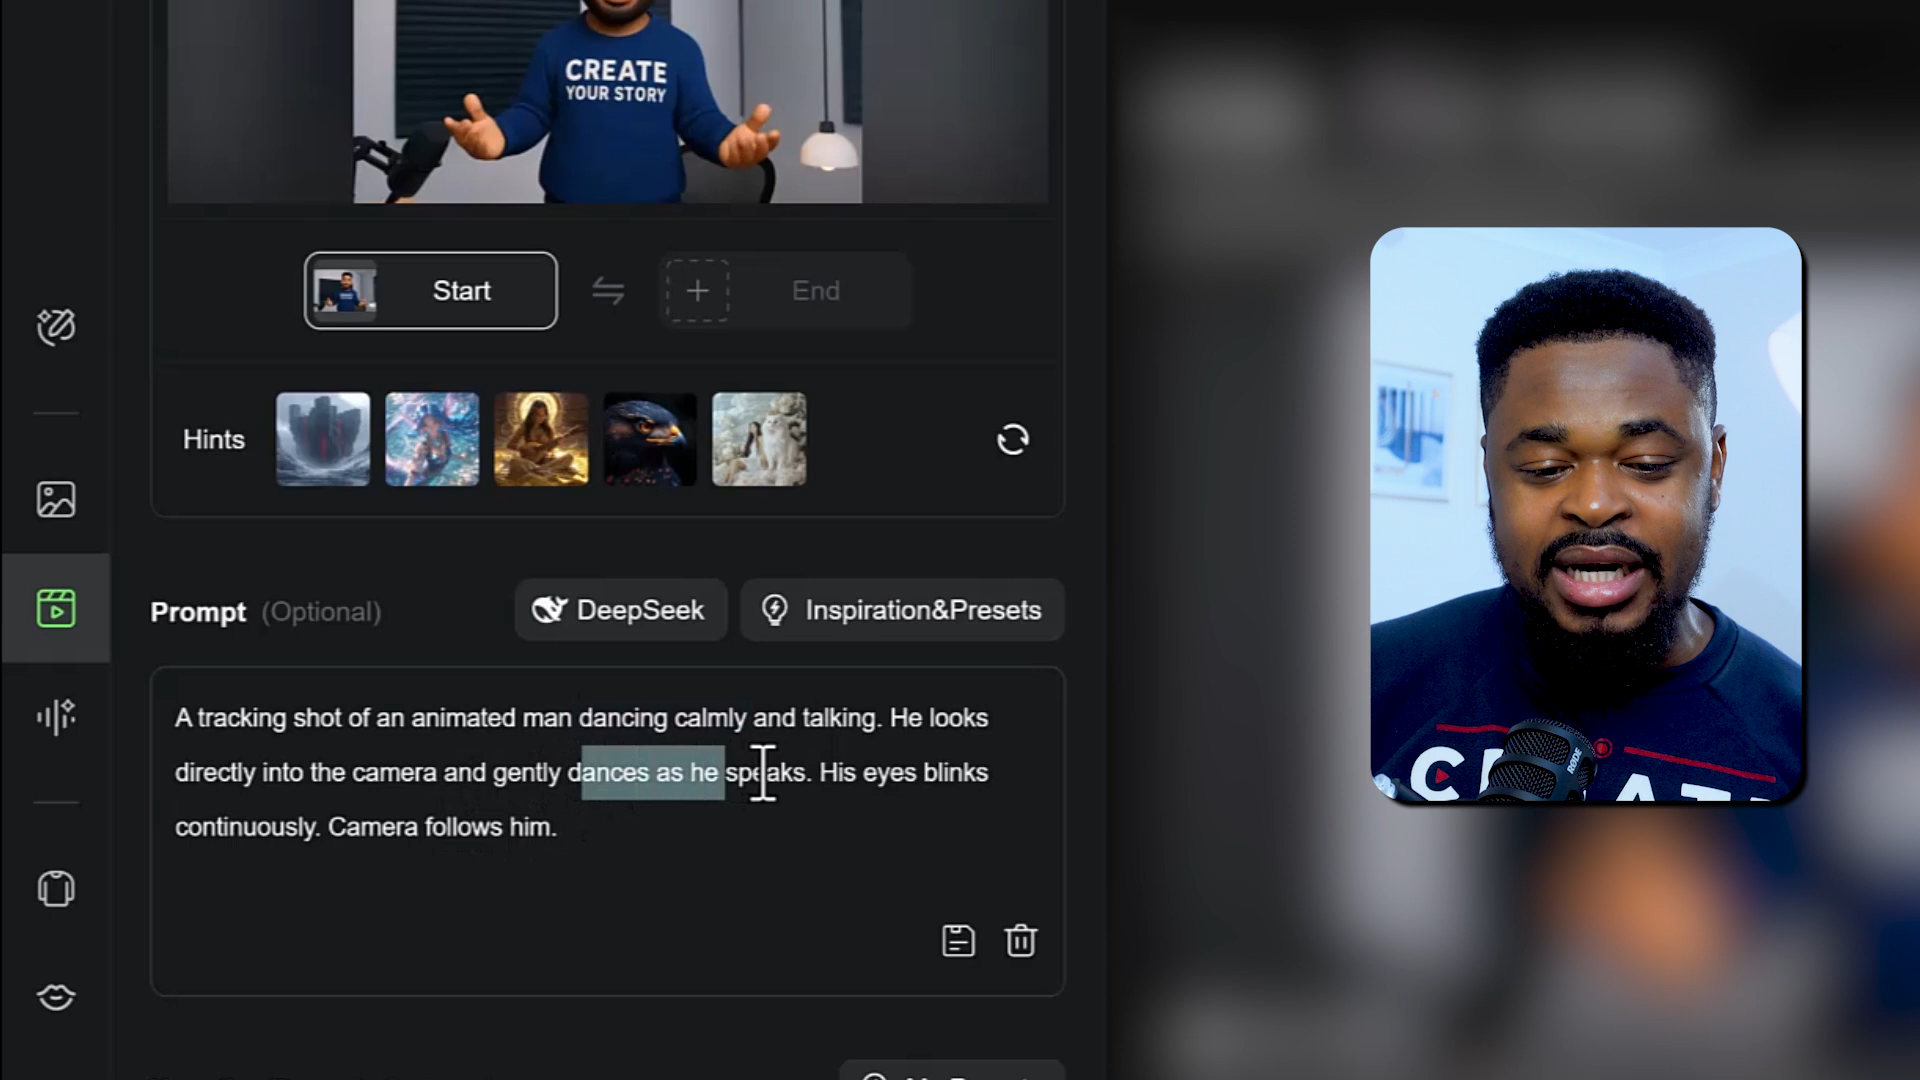 CREATE
YOUR STORY
Start
End
Hints
Prompt (Optional)
DeepSeek
Inspiration&Presets
A tracking shot of an animated man dancing calmly and talking. He looks
directly into the camera and gently dances as he speaks. His eyes blinks
continuously. Camera follows him.
RODE